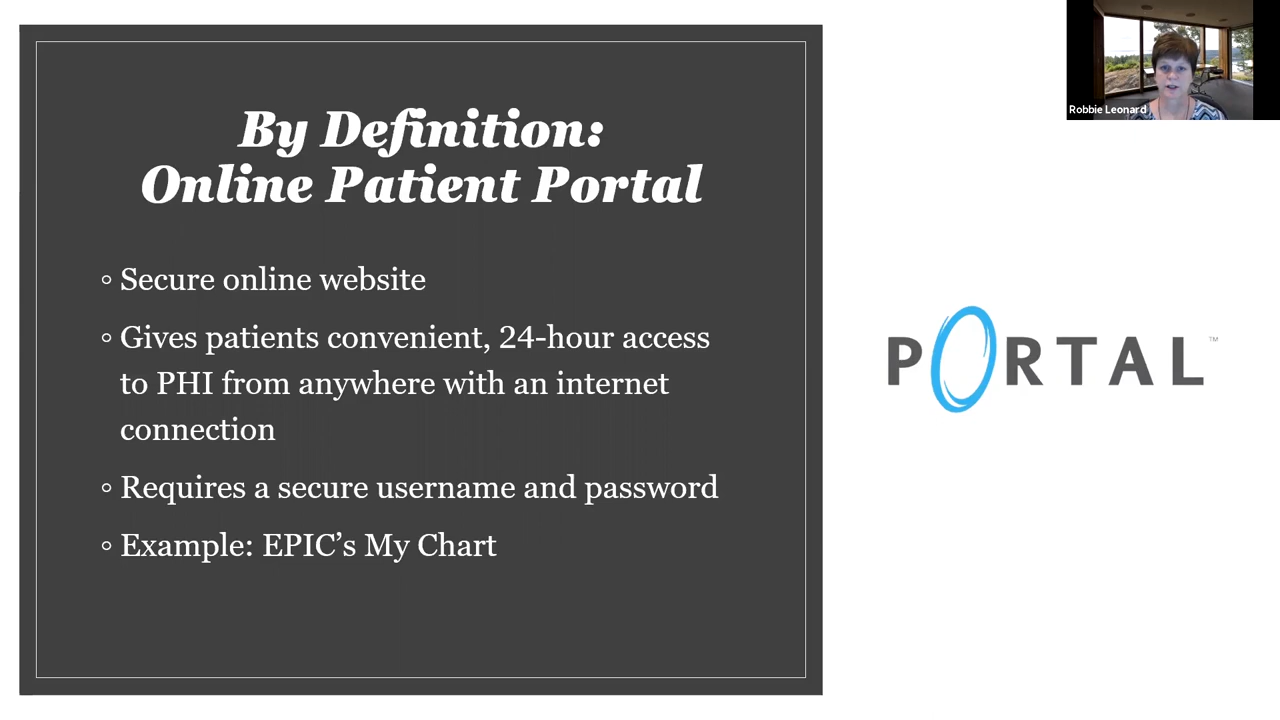 By Definition:
Online Patient Portal
◦ Secure online website
◦ Gives patients convenient, 24-hour access
to PHI from anywhere with an internet
connection
◦ Requires a secure username and password
◦ Example: EPIC’s My Chart
PORTAL™
Robbie Leonard